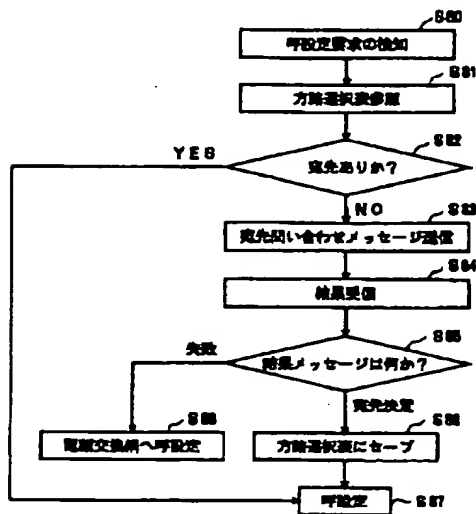 S80
呼設定要求の検知
S81
方路選択表参照
S82
YES
宛先ありか?
NO
S83
宛先問い合わせメッセージ送信
S84
結果受信
S85
失敗
結果メッセージは何か?
宛先決定
S88
S86
回線交換網へ呼設定
方路選択表にセーブ
呼設定
S87